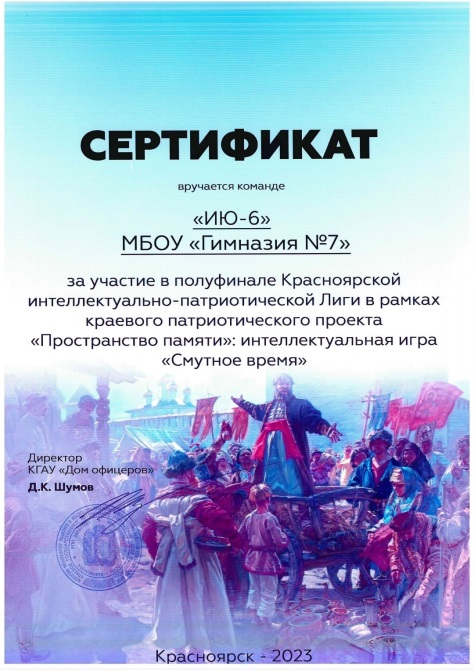 СЕРТИФИКАТ
вручается команде
«ИЮ-6»
МБОУ «Гимназия №7»
за участие в полуфинале Красноярской
интеллектуально-патриотической Лиги в рамках
краевого патриотического проекта
«Пространство памяти»: интеллектуальная игра
«Смутное время»
Директор
КГАУ «Дом офицеров»
Д.К. Шумов
Красноярск - 2023